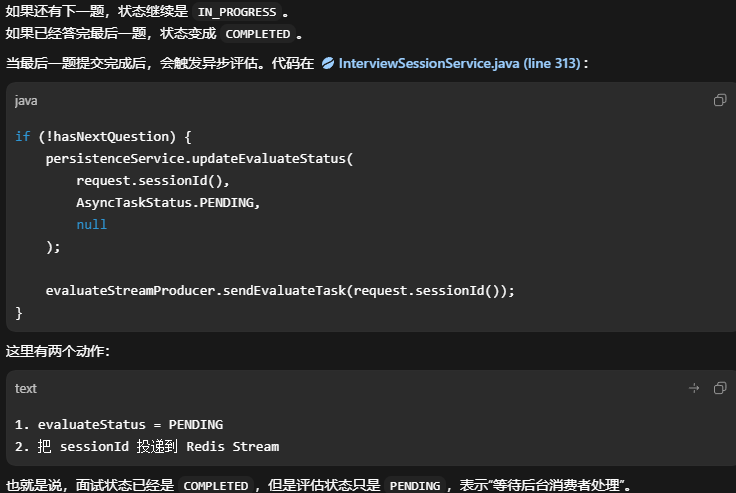 如果还有下一题，状态继续是 IN_PROGRESS。
如果已经答完最后一题，状态变成 COMPLETED。
当最后一题提交完成后，会触发异步评估。代码在 InterviewSessionService.java (line 313)：
java
if (!hasNextQuestion) {
    persistenceService.updateEvaluateStatus(
        request.sessionId(),
        AsyncTaskStatus.PENDING,
        null
    );

    evaluateStreamProducer.sendEvaluateTask(request.sessionId());
}
这里有两个动作：
text
1. evaluateStatus = PENDING
2. 把 sessionId 投递到 Redis Stream
也就是说，面试状态已经是 COMPLETED，但是评估状态只是 PENDING，表示“等待后台消费者处理”。